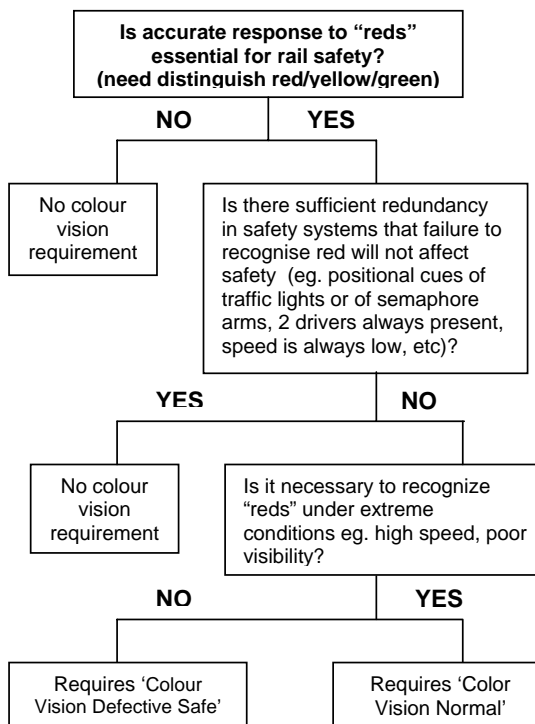 Is accurate response to “reds”
essential for rail safety?
(need distinguish red/yellow/green)
NO YES
No colour
vision
requirement
Is there sufficient redundancy
in safety systems that failure to
recognise red will not affect
safety (eg. positional cues of
traffic lights or of semaphore
arms, 2 drivers always present,
speed is always low, etc)?
YES NO
No colour
vision
requirement
Is it necessary to recognize
“reds” under extreme
conditions eg. high speed, poor
visibility?
NO YES
Requires ‘Colour
Vision Defective Safe’
Requires ‘Color
Vision Normal’